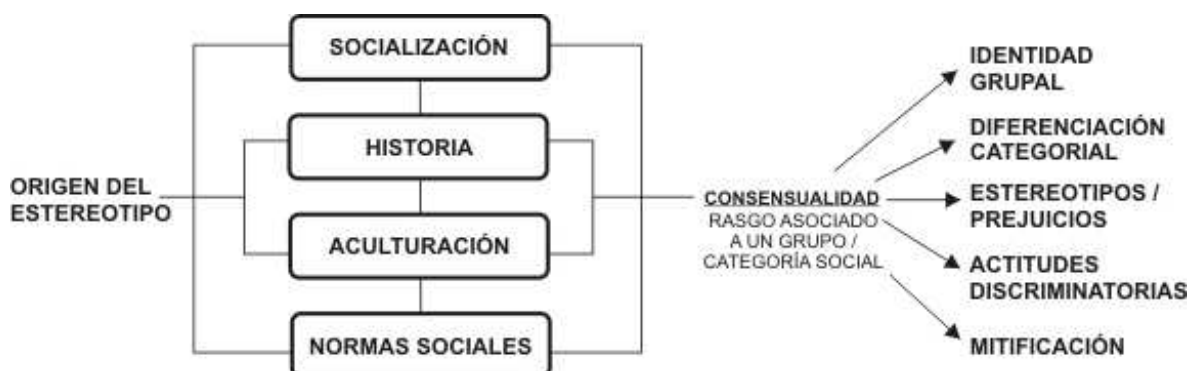 ORIGEN DEL
ESTEREOTIPO
SOCIALIZACIÓN
HISTORIA
ACULTURACIÓN
NORMAS SOCIALES
CONSENSUALIDAD
RASGO ASOCIADO
A UN GRUPO /
CATEGORÍA SOCIAL
IDENTIDAD
GRUPAL
DIFERENCIACIÓN
CATEGORIAL
ESTEREOTIPOS /
PREJUICIOS
ACTITUDES
DISCRIMINATORIAS
MITIFICACIÓN